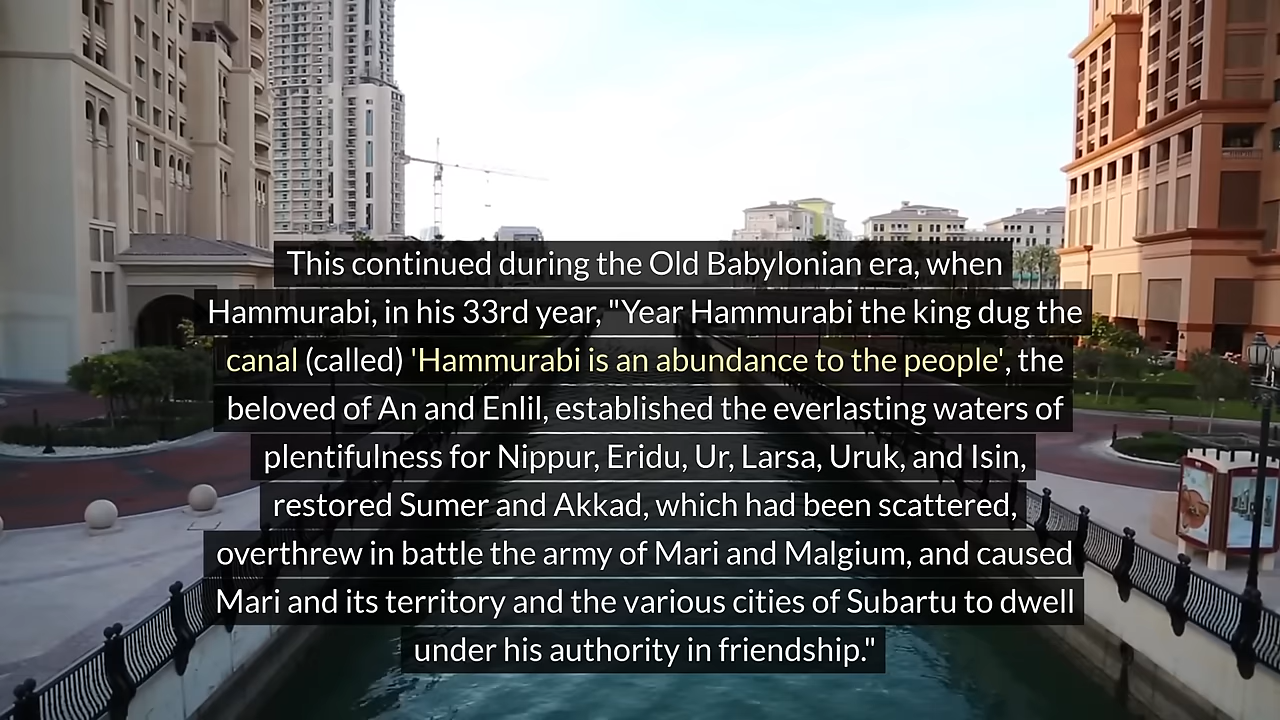 This continued during the Old Babylonian era, when
Hammurabi, in his 33rd year, "Year Hammurabi the king dug the
canal (called) 'Hammurabi is an abundance to the people', the
beloved of An and Enlil, established the everlasting waters of
plentifulness for Nippur, Eridu, Ur, Larsa, Uruk, and Isin,
restored Sumer and Akkad, which had been scattered,
overthrew in battle the army of Mari and Malgium, and caused
Mari and its territory and the various cities of Subartu to dwell
under his authority in friendship."